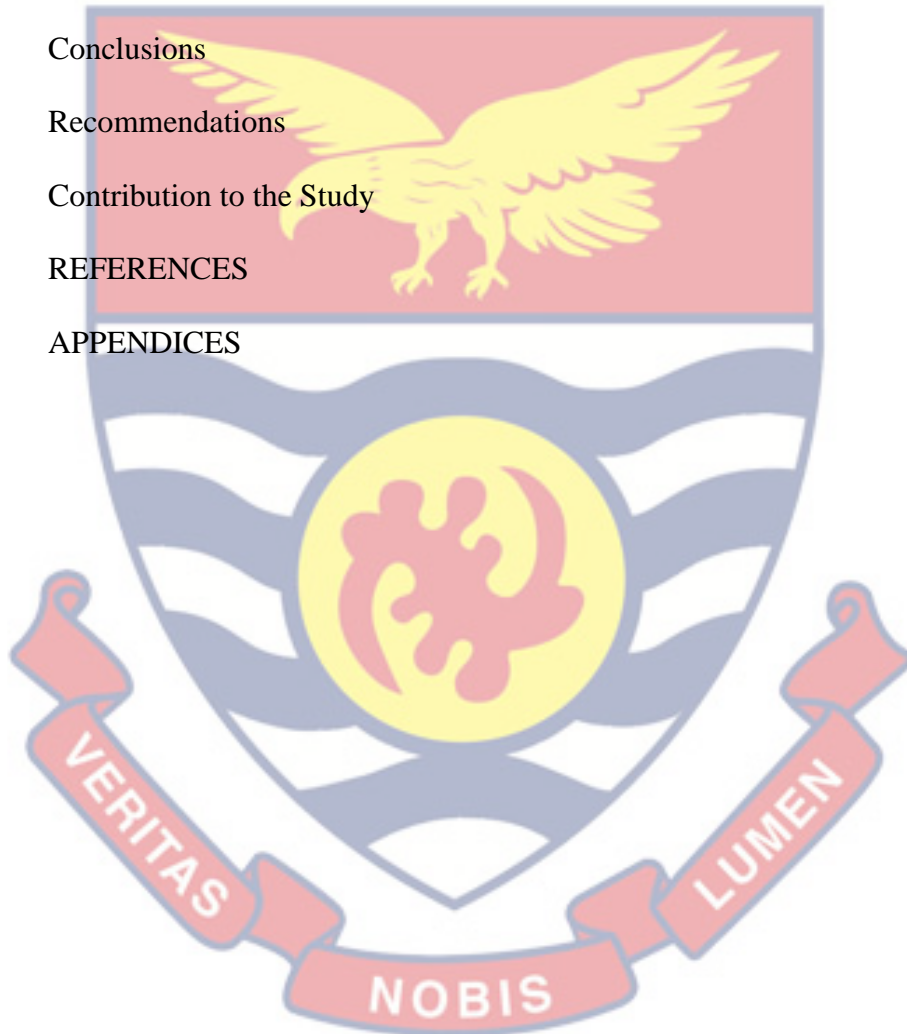 Conclusions
Recommendations
Contribution to the Study
REFERENCES
APPENDICES
VERITAS
NOBIS
LUMEN